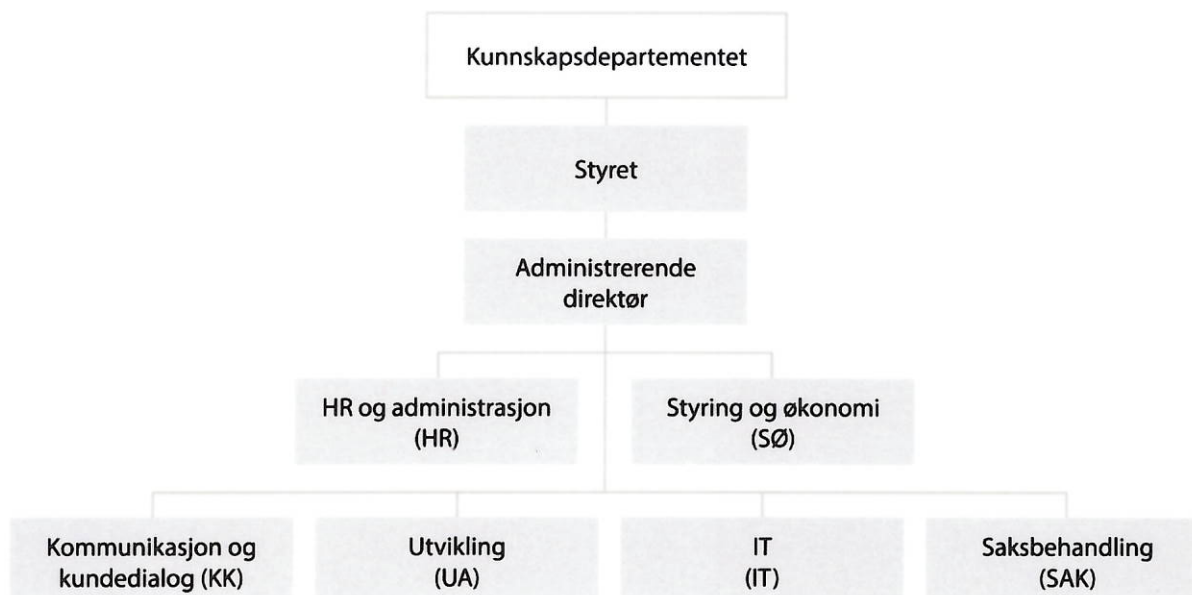 Kunnskapsdepartementet
Styret
Administrerende
direktør
HR og administrasjon
(HR)
Styring og økonomi
(SØ)
Kommunikasjon og
kundedialog (KK)
Utvikling
(UA)
IT
(IT)
Saksbehandling
(SAK)